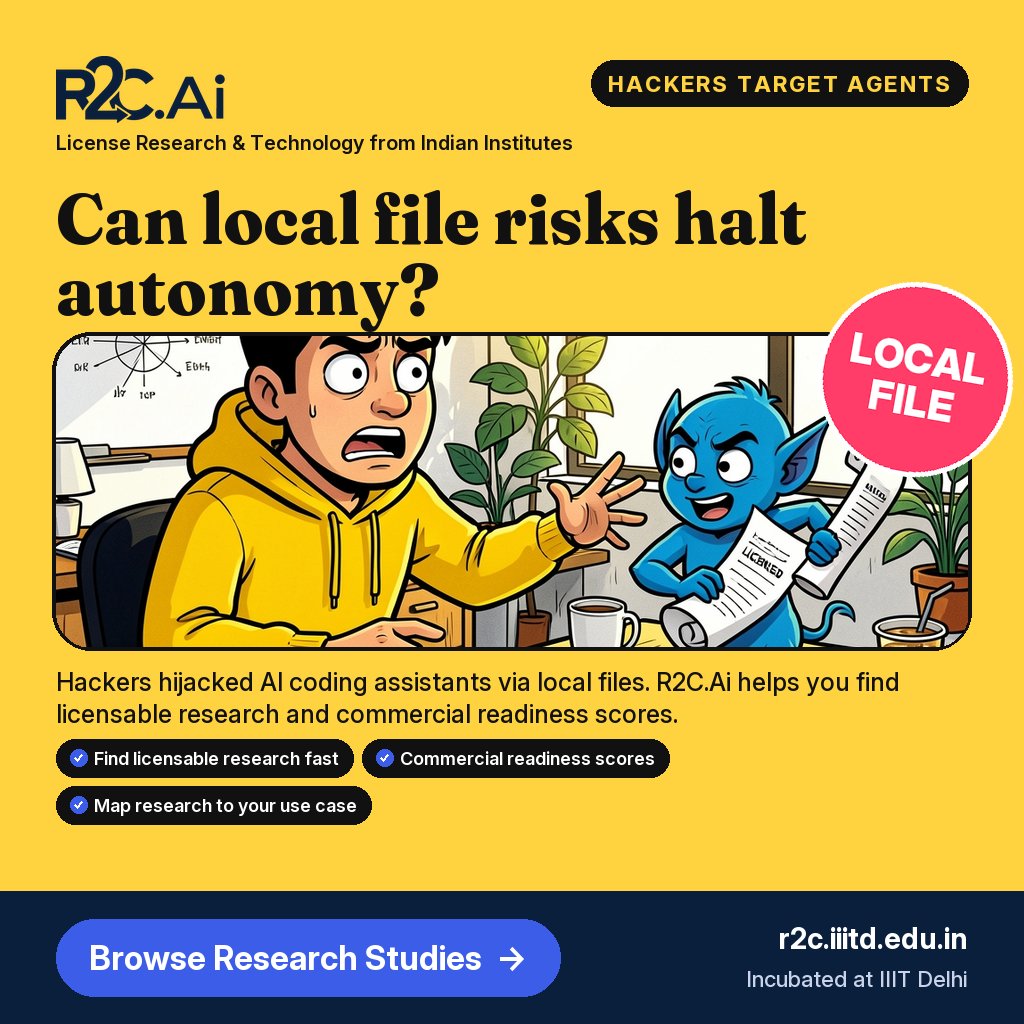 R2C.Ai
HACKERS TARGET AGENTS
License Research & Technology from Indian Institutes
Can local file risks halt
autonomy?
LOCAL
FILE
LICENSED
Hackers hijacked AI coding assistants via local files. R2C.Ai helps you find
licensable research and commercial readiness scores.
Find licensable research fast
Commercial readiness scores
Map research to your use case
Browse Research Studies →
r2c.iiitd.edu.in
Incubated at IIIT Delhi